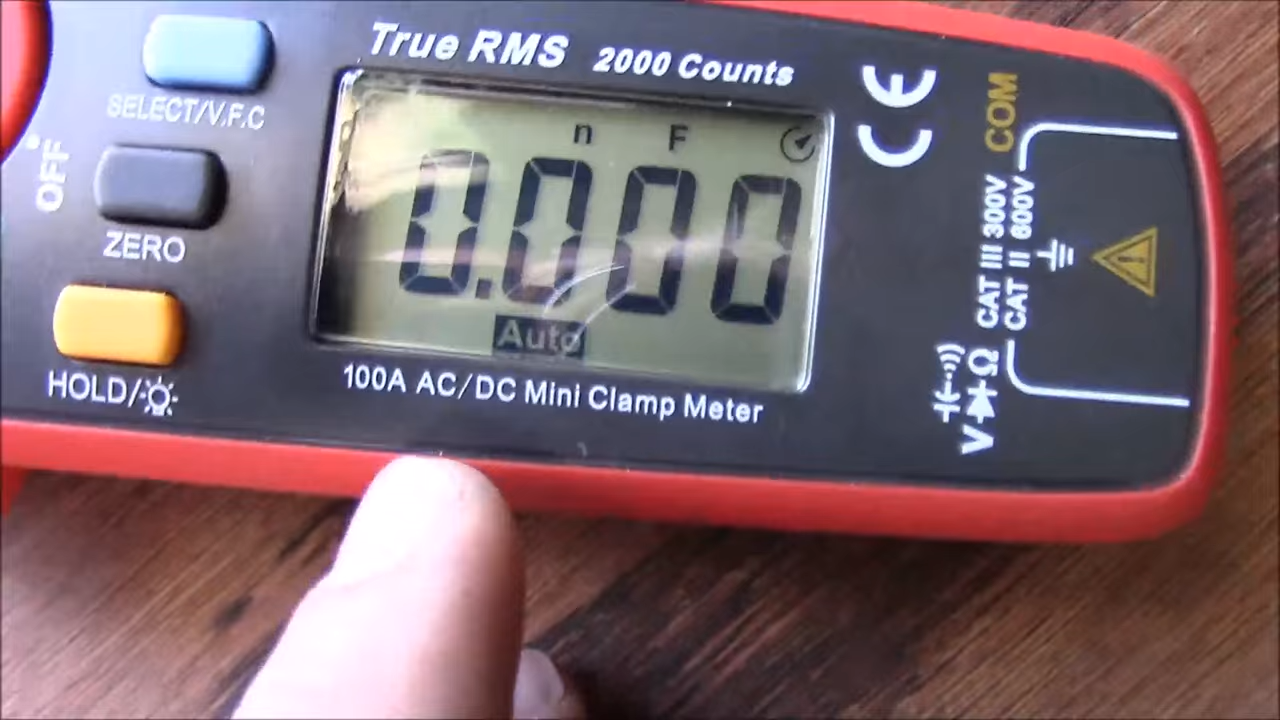 True RMS 2000 Counts
SELECT/V.F.C
OFF
ZERO
HOLD/
n F
0.000
Auto
100A AC/DC Mini Clamp Meter
CE
COM
CAT III 300V
CAT II 600V
V Ω